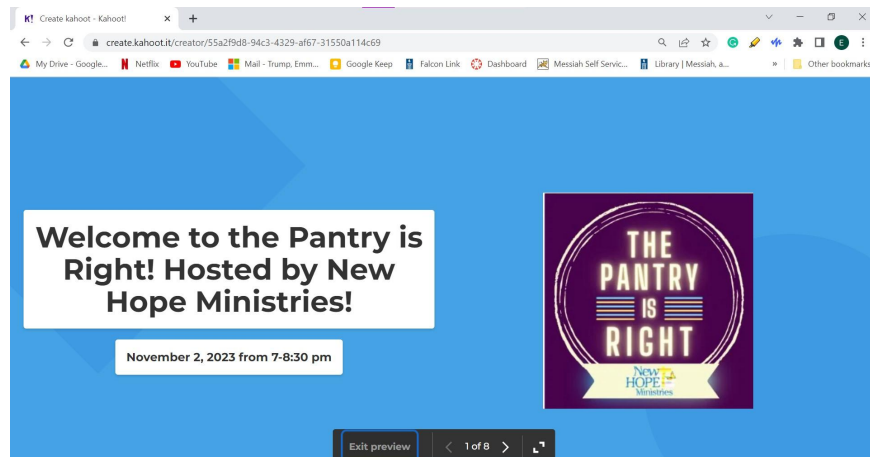 K! Create kahoot - Kahoot!
create.kahoot.it/creator/55a2f9d8-94c3-4329-af67-31550a114c69
My Drive - Google... Netflix YouTube Mail - Trump, Emm... Google Keep Falcon Link Dashboard Messiah Self Servic... Library | Messiah, a... » Other bookmarks
E
Welcome to the Pantry is
Right! Hosted by New
Hope Ministries!
November 2, 2023 from 7-8:30 pm
THE
PANTRY
IS
RIGHT
New
HOPE
Ministries
Exit preview 1 of 8